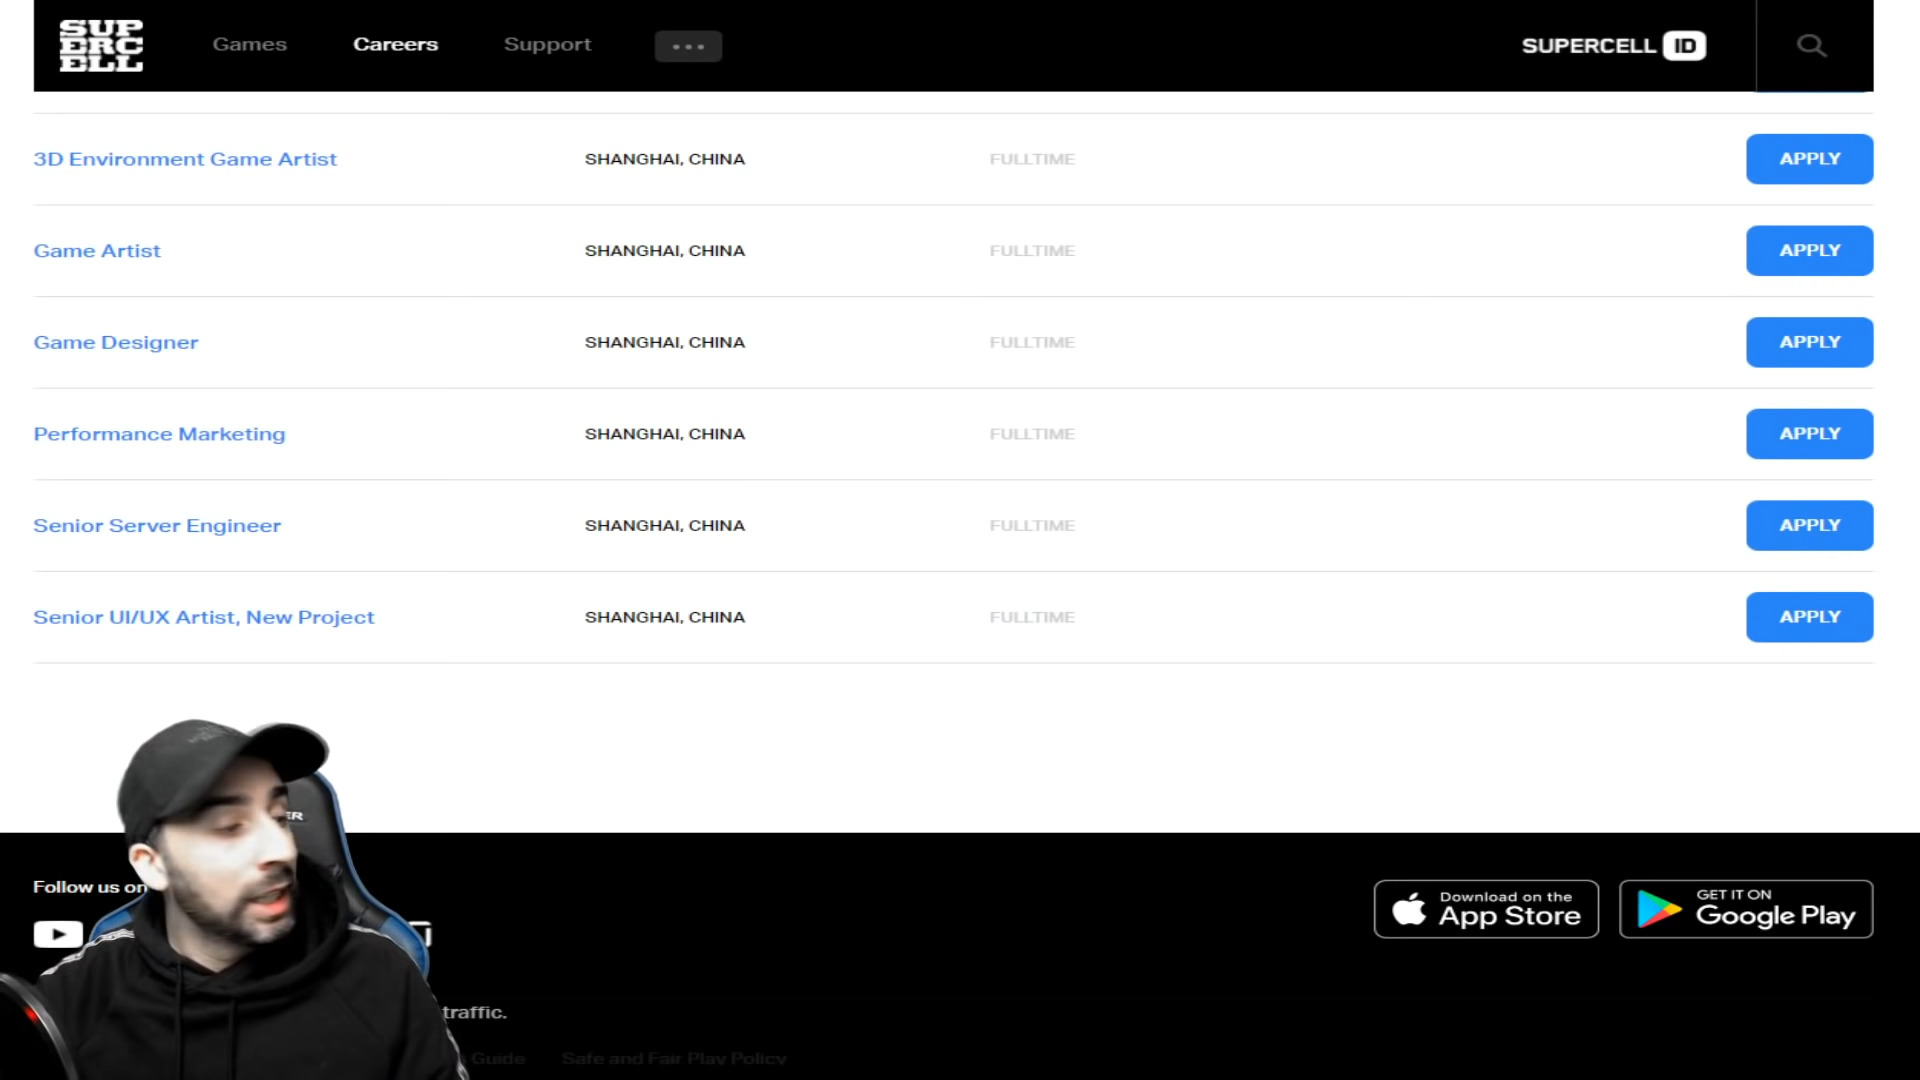 SUP
ERC
ELL
Games
Careers
Support
SUPERCELL ID
3D Environment Game Artist
SHANGHAI, CHINA
FULLTIME
APPLY
Game Artist
SHANGHAI, CHINA
FULLTIME
APPLY
Game Designer
SHANGHAI, CHINA
FULLTIME
APPLY
Performance Marketing
SHANGHAI, CHINA
FULLTIME
APPLY
Senior Server Engineer
SHANGHAI, CHINA
FULLTIME
APPLY
Senior UI/UX Artist, New Project
SHANGHAI, CHINA
FULLTIME
APPLY
Follow us on
Download on the
App Store
GET IT ON
Google Play
traffic.
Guide
Safe and Fair Play Policy